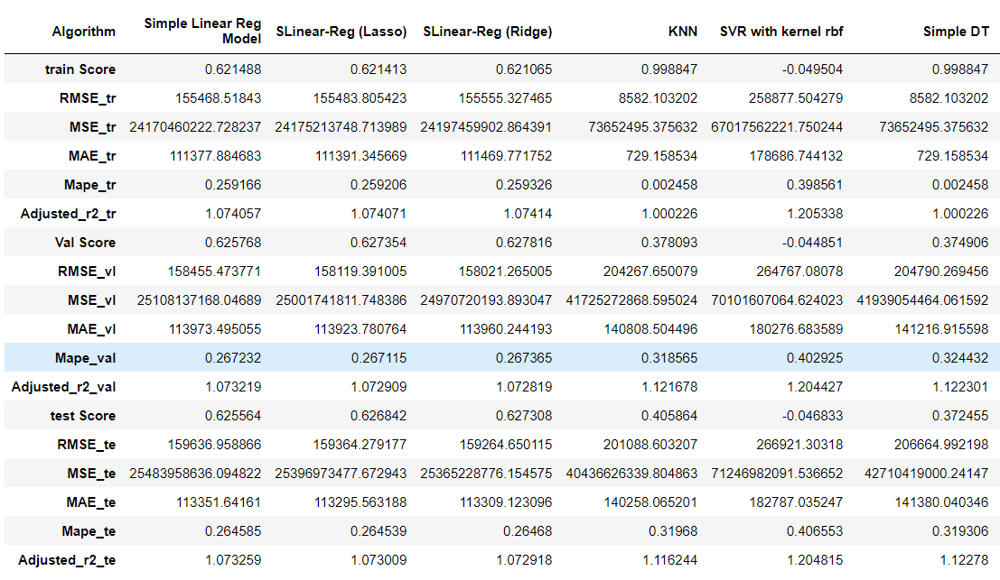 Algorithm Simple Linear Reg Model SLinear-Reg (Lasso) SLinear-Reg (Ridge) KNN SVR with kernel rbf Simple DT
train Score 0.621488 0.621413 0.621065 0.998847 -0.049504 0.998847
RMSE_tr 155468.51843 155483.805423 155555.327465 8582.103202 258877.504279 8582.103202
MSE_tr 24170460222.728237 24175213748.713989 24197459902.864391 73652495.375632 67017562221.750244 73652495.375632
MAE_tr 111377.884683 111391.345669 111469.771752 729.158534 178686.744132 729.158534
Mape_tr 0.259166 0.259206 0.259326 0.002458 0.398561 0.002458
Adjusted_r2_tr 1.074057 1.074071 1.07414 1.000226 1.205338 1.000226
Val Score 0.625768 0.627354 0.627816 0.378093 -0.044851 0.374906
RMSE_vl 158455.473771 158119.391005 158021.265005 204267.650079 264767.08078 204790.269456
MSE_vl 25108137168.04689 25001741811.748386 24970720193.893047 41725272868.595024 70101607064.624023 41939054464.061592
MAE_vl 113973.495055 113923.780764 113960.244193 140808.504496 180276.683589 141216.915598
Mape_val 0.267232 0.267115 0.267365 0.318565 0.402925 0.324432
Adjusted_r2_val 1.073219 1.072909 1.072819 1.121678 1.204427 1.122301
test Score 0.625564 0.626842 0.627308 0.405864 -0.046833 0.372455
RMSE_te 159636.958866 159364.279177 159264.650115 201088.603207 266921.30318 206664.992198
MSE_te 25483958636.094822 25396973477.672943 25365228776.154575 40436626339.804863 71246982091.536652 42710419000.24147
MAE_te 113351.64161 113295.563188 113309.123096 140258.065201 182787.035247 141380.040346
Mape_te 0.264585 0.264539 0.26468 0.31968 0.406553 0.319306
Adjusted_r2_te 1.073259 1.073009 1.072918 1.116244 1.204815 1.12278